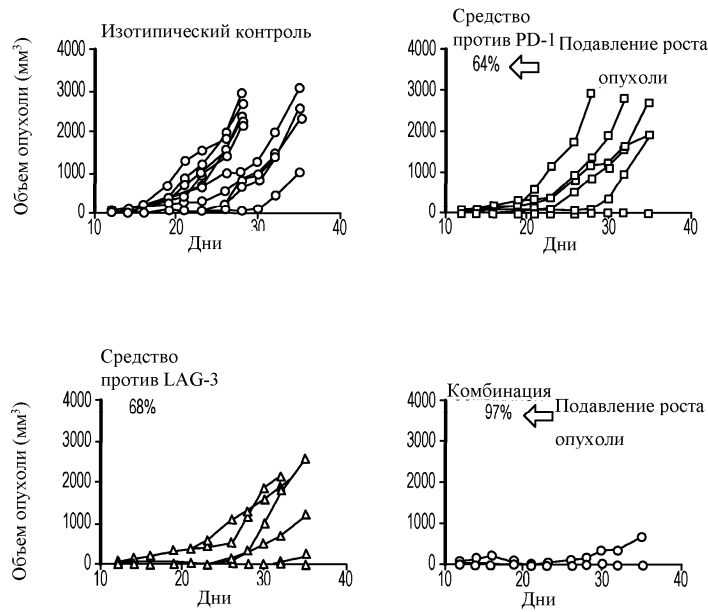 Изотипический контроль
4000
3000
2000
1000
0
10 20 30 40
Объем опухоли (мм³)
Дни
Средство
против PD-1
64%
Подавление роста
опухоли
4000
3000
2000
1000
0
10 20 30 40
Дни
Средство
против LAG-3
68%
4000
3000
2000
1000
0
10 20 30 40
Объем опухоли (мм³)
Дни
Комбинация
97%
Подавление роста
опухоли
4000
3000
2000
1000
0
10 20 30 40
Дни